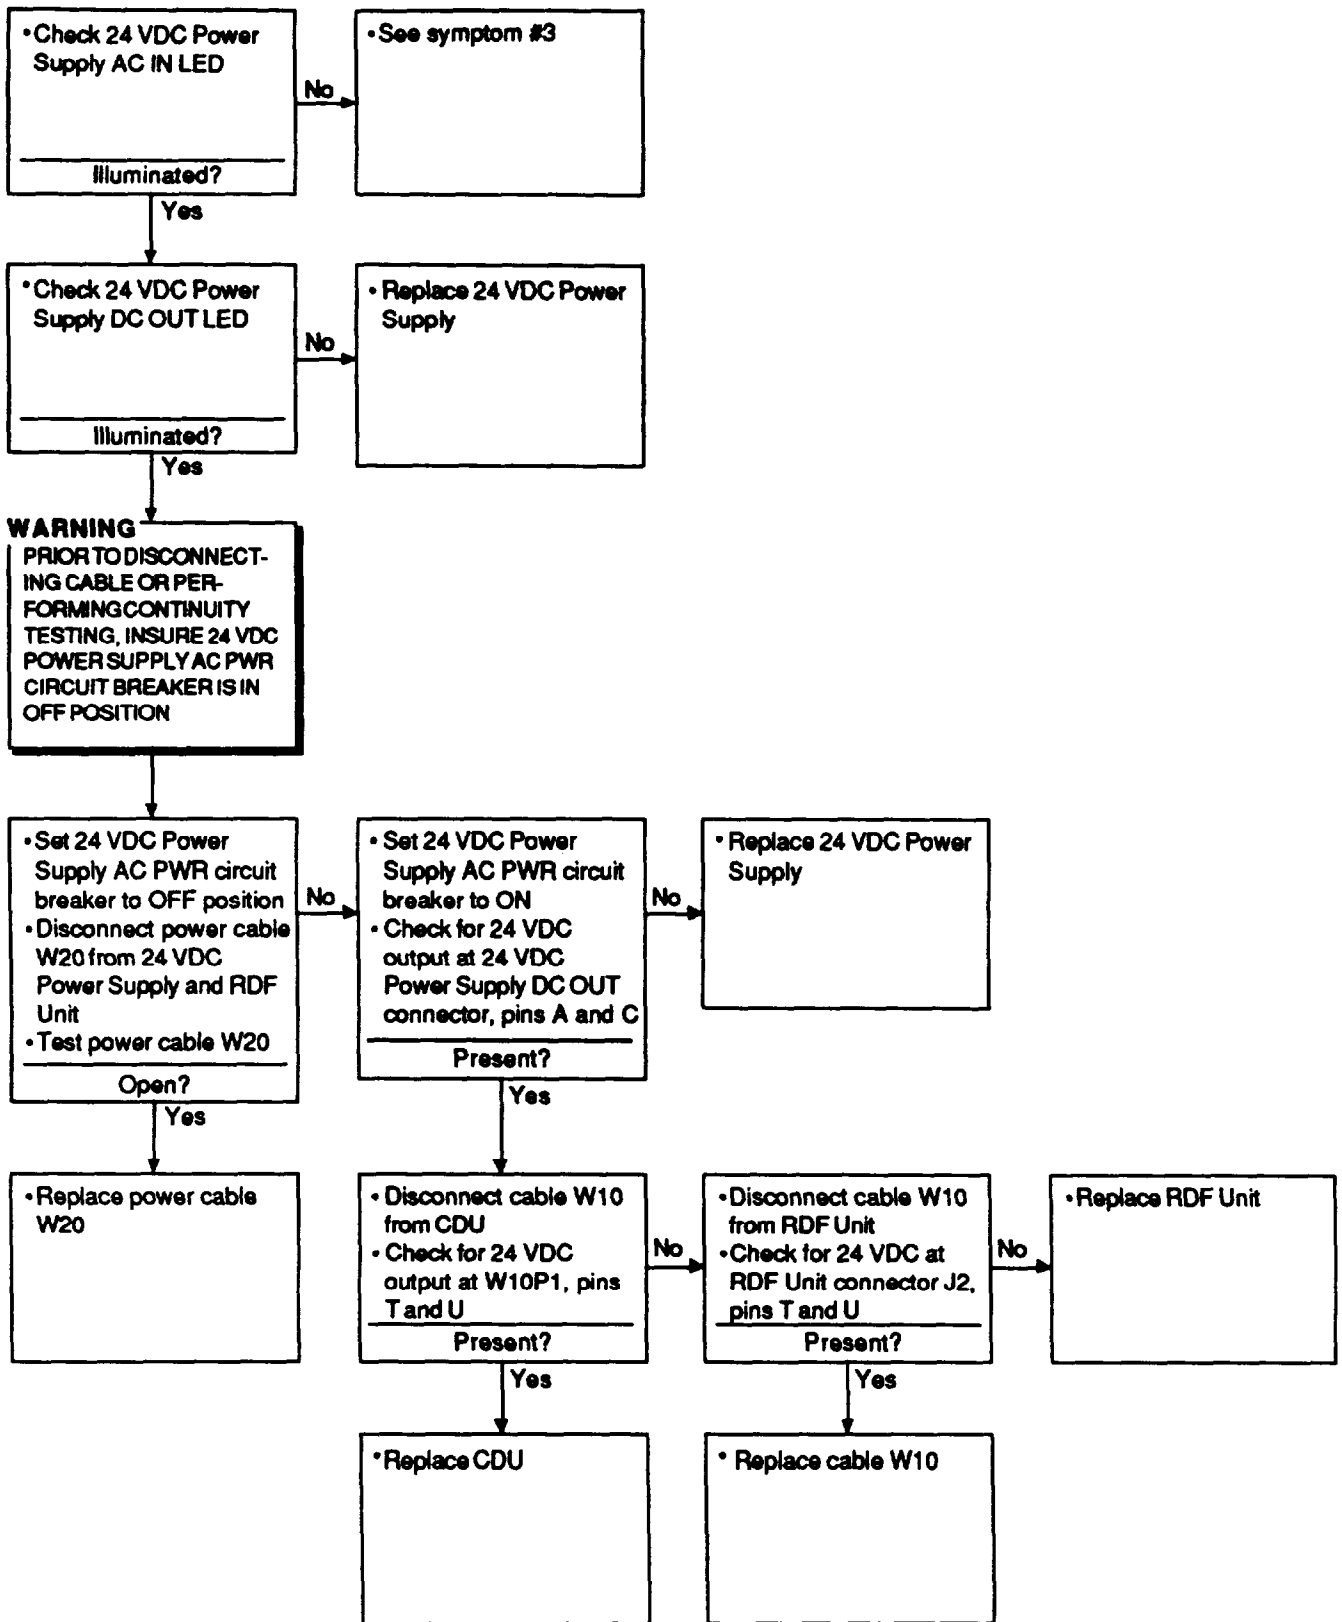 • Check 24 VDC Power
Supply AC IN LED
Illuminated?
No
• See symptom #3
Yes
• Check 24 VDC Power
Supply DC OUT LED
Illuminated?
No
• Replace 24 VDC Power
Supply
Yes
WARNING
PRIOR TO DISCONNECT-
ING CABLE OR PER-
FORMING CONTINUITY
TESTING, INSURE 24 VDC
POWER SUPPLY AC PWR
CIRCUIT BREAKER IS IN
OFF POSITION
• Set 24 VDC Power
Supply AC PWR circuit
breaker to OFF position
• Disconnect power cable
W20 from 24 VDC
Power Supply and RDF
Unit
• Test power cable W20
Open?
No
• Set 24 VDC Power
Supply AC PWR circuit
breaker to ON
• Check for 24 VDC
output at 24 VDC
Power Supply DC OUT
connector, pins A and C
Present?
No
• Replace 24 VDC Power
Supply
Yes
Yes
• Replace power cable
W20
• Disconnect cable W10
from CDU
• Check for 24 VDC
output at W10P1, pins
T and U
Present?
No
• Disconnect cable W10
from RDF Unit
• Check for 24 VDC at
RDF Unit connector J2,
pins T and U
Present?
No
• Replace RDF Unit
Yes
Yes
• Replace CDU
• Replace cable W10